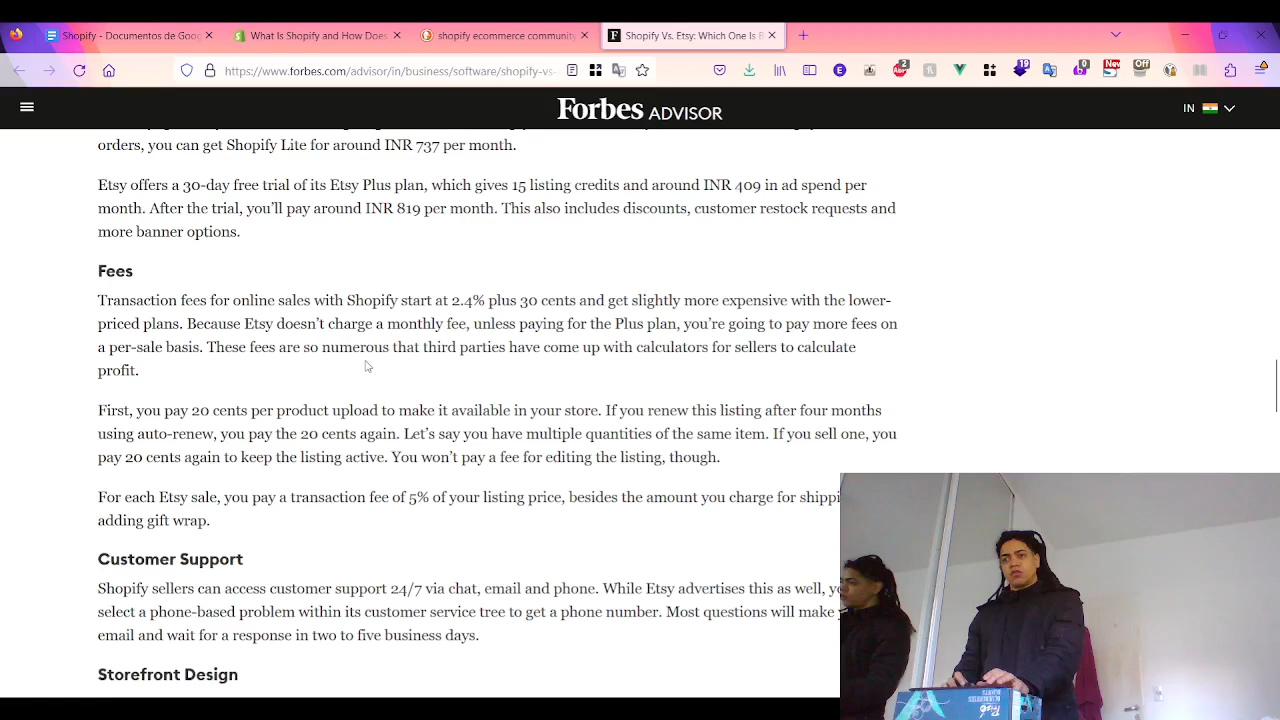 Shopify - Documentos de Goo
What Is Shopify and How Does
shopify ecommerce community
Shopify Vs. Etsy: Which One Is B
https://www.forbes.com/advisor/in/business/software/shopify-vs-
2
19
0
New
Off
Forbes ADVISOR
IN
orders, you can get Shopify Lite for around INR 737 per month.
Etsy offers a 30-day free trial of its Etsy Plus plan, which gives 15 listing credits and around INR 409 in ad spend per
month. After the trial, you'll pay around INR 819 per month. This also includes discounts, customer restock requests and
more banner options.
Fees
Transaction fees for online sales with Shopify start at 2.4% plus 30 cents and get slightly more expensive with the lower-
priced plans. Because Etsy doesn't charge a monthly fee, unless paying for the Plus plan, you're going to pay more fees on
a per-sale basis. These fees are so numerous that third parties have come up with calculators for sellers to calculate
profit.
First, you pay 20 cents per product upload to make it available in your store. If you renew this listing after four months
using auto-renew, you pay the 20 cents again. Let's say you have multiple quantities of the same item. If you sell one, you
pay 20 cents again to keep the listing active. You won't pay a fee for editing the listing, though.
For each Etsy sale, you pay a transaction fee of 5% of your listing price, besides the amount you charge for shippi
adding gift wrap.
Customer Support
Shopify sellers can access customer support 24/7 via chat, email and phone. While Etsy advertises this as well, y
select a phone-based problem within its customer service tree to get a phone number. Most questions will make
email and wait for a response in two to five business days.
Storefront Design